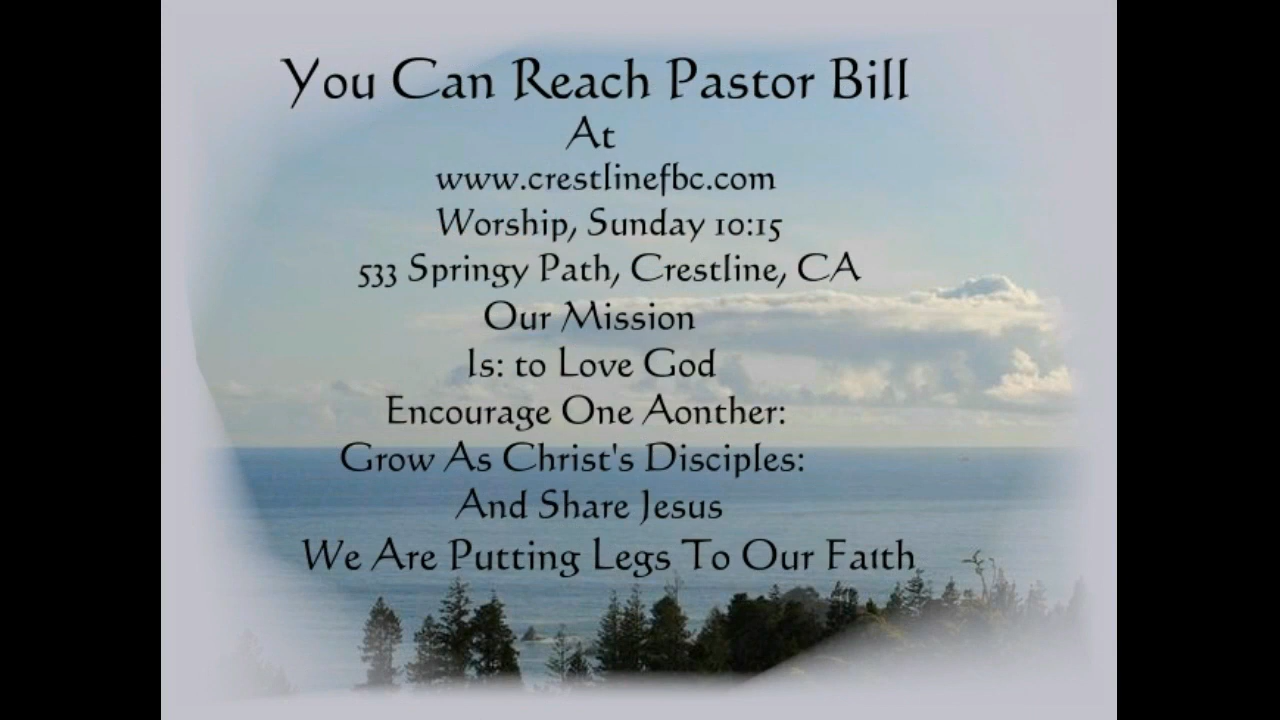 You Can Reach Pastor Bill
At
www.crestlinefbc.com
Worship, Sunday 10:15
533 Springy Path, Crestline, CA
Our Mission
Is: to Love God
Encourage One Aonther:
Grow As Christ's Disciples:
And Share Jesus
We Are Putting Legs To Our Faith